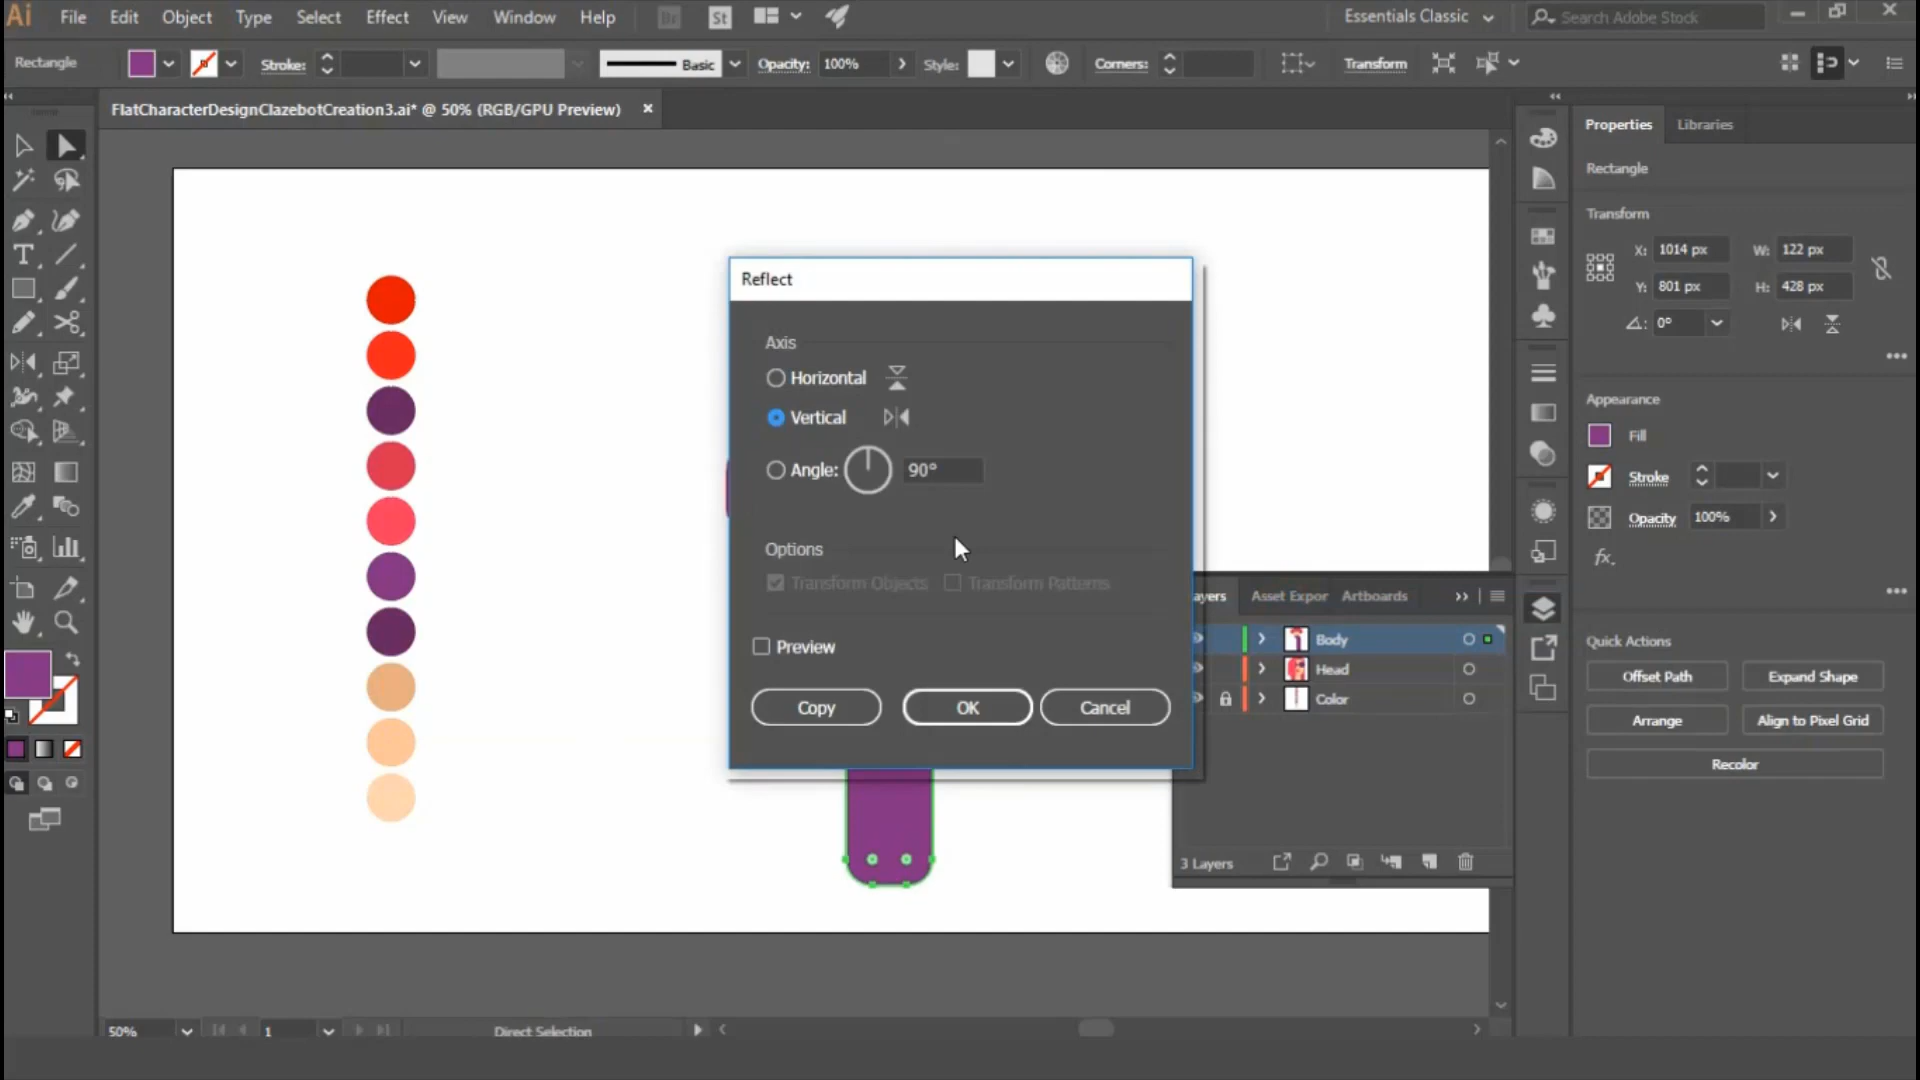 Ai File Edit Object Type Select Effect View Window Help Br St Essentials Classic Search Adobe Stock
Rectangle Stroke: Basic Opacity: 100% Style: Corners: Transform
FlatCharacterDesignClazebotCreation3.ai* @ 50% (RGB/GPU Preview)
Properties Libraries
Rectangle
Transform
X: 1014 px W: 122 px
Y: 801 px H: 428 px
0°
Appearance
Fill
Stroke
Opacity 100%
fx.
Quick Actions
Offset Path Expand Shape
Arrange Align to Pixel Grid
Recolor
Reflect
Axis
Horizontal
Vertical
Angle: 90°
Options
Transform Objects Transform Patterns
Preview
Copy OK Cancel
ayers Asset Expor Artboards
Body
Head
Color
3 Layers
50% 1 Direct Selection